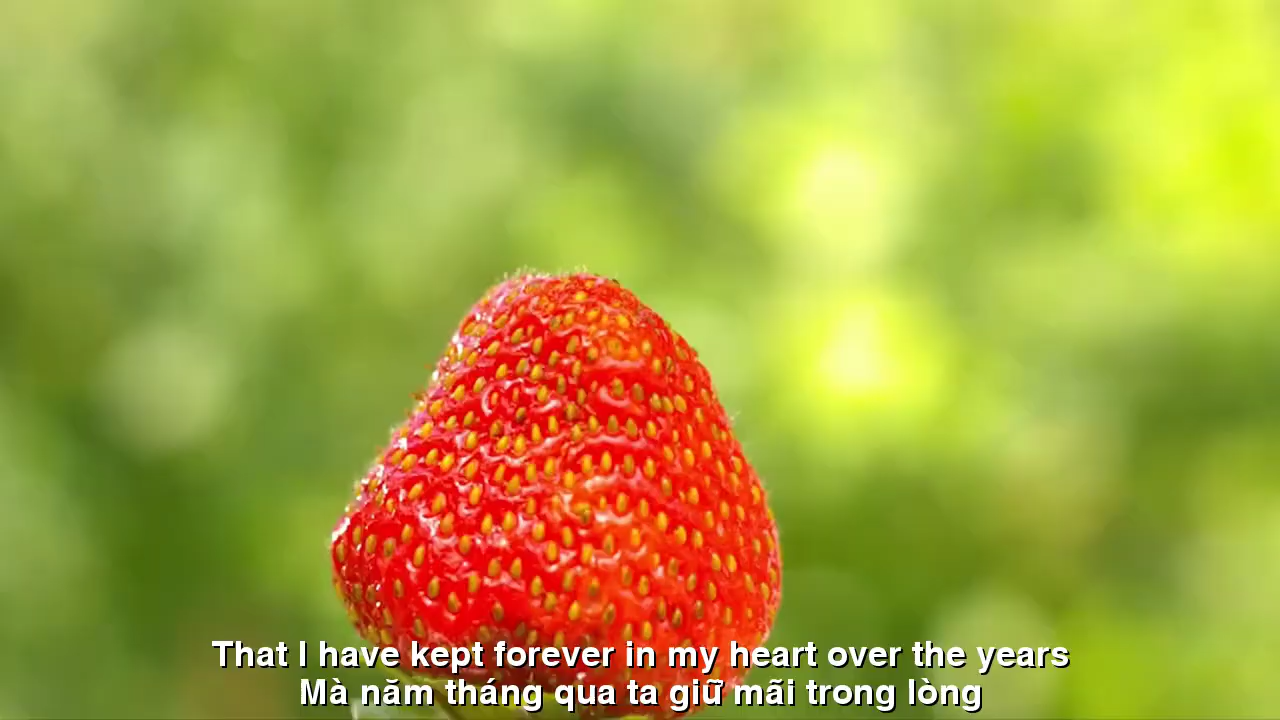 That I have kept forever in my heart over the years
Mà năm tháng qua ta giữ mãi trong lòng